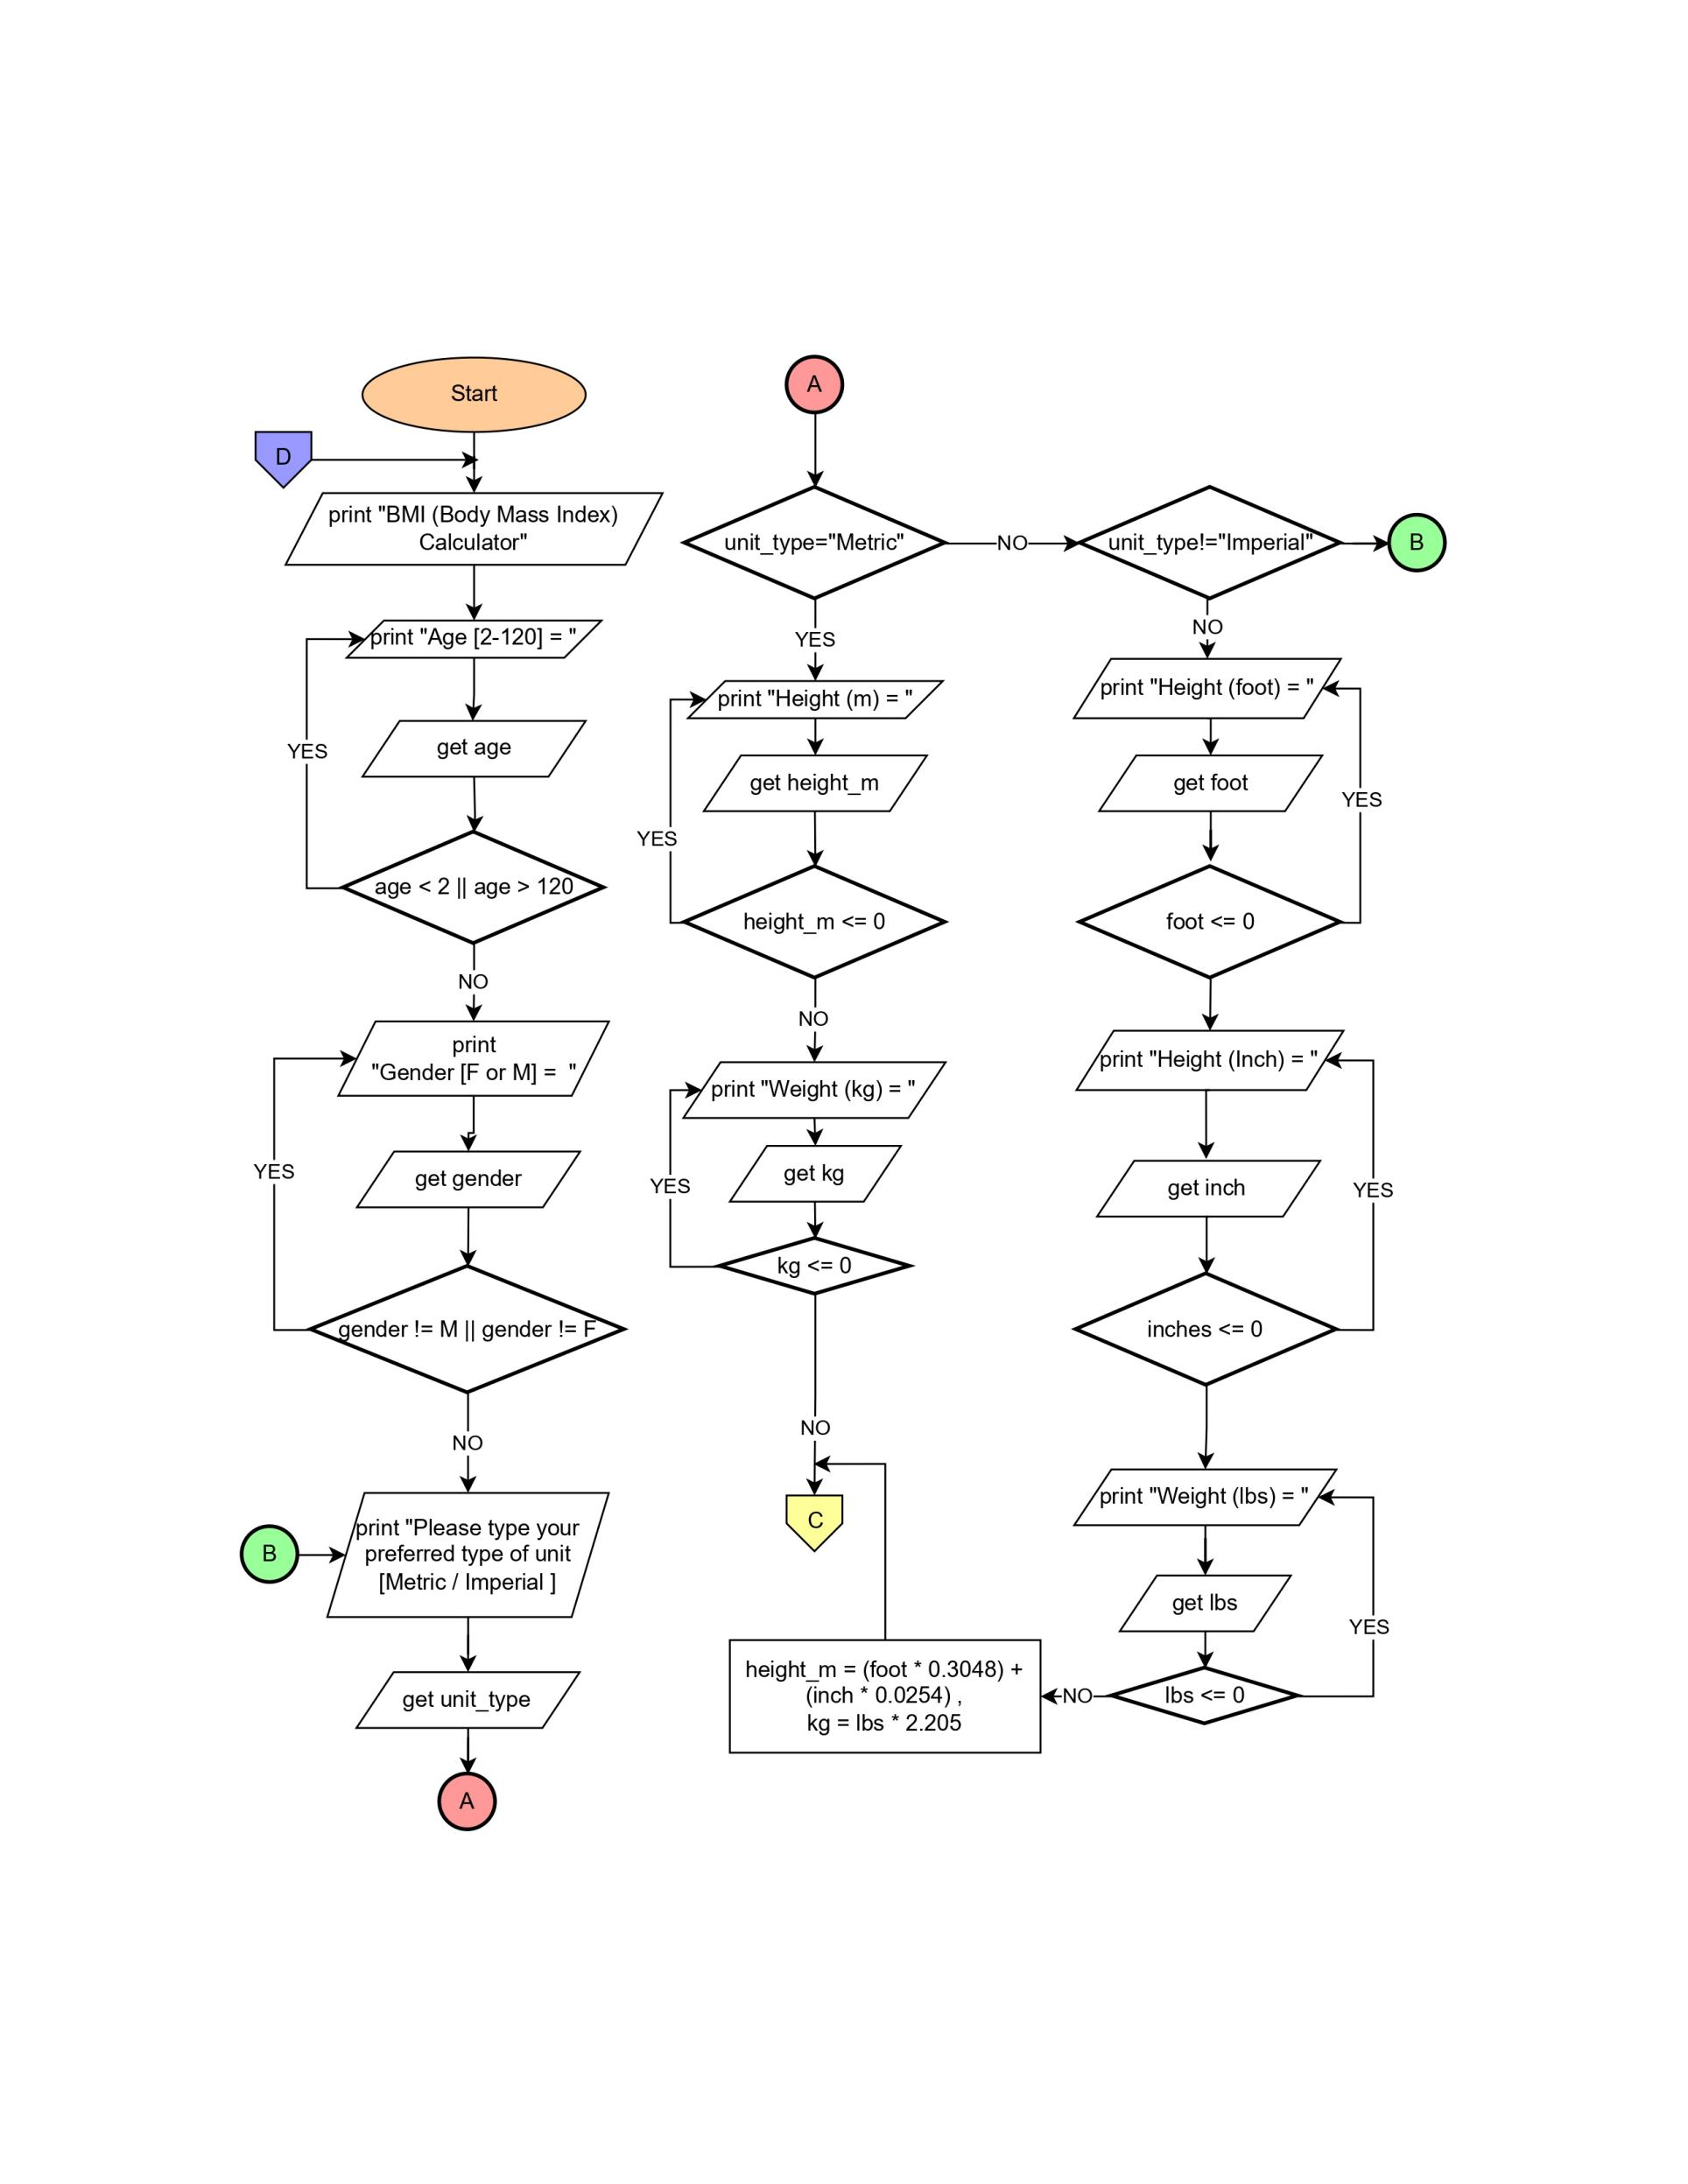 Start
D
print "BMI (Body Mass Index)
Calculator"
print "Age [2-120] = "
get age
YES
age < 2 || age > 120
NO
print
"Gender [F or M] =  "
get gender
YES
gender != M || gender != F
NO
B
print "Please type your
preferred type of unit
[Metric / Imperial ]
get unit_type
A
A
unit_type="Metric"
NO
unit_type!="Imperial"
B
YES
print "Height (m) = "
get height_m
YES
height_m <= 0
NO
print "Weight (kg) = "
get kg
YES
kg <= 0
NO
C
NO
print "Height (foot) = "
get foot
YES
foot <= 0
print "Height (Inch) = "
get inch
YES
inches <= 0
print "Weight (lbs) = "
get lbs
YES
lbs <= 0
NO
height_m = (foot * 0.3048) +
(inch * 0.0254) ,
kg = lbs * 2.205